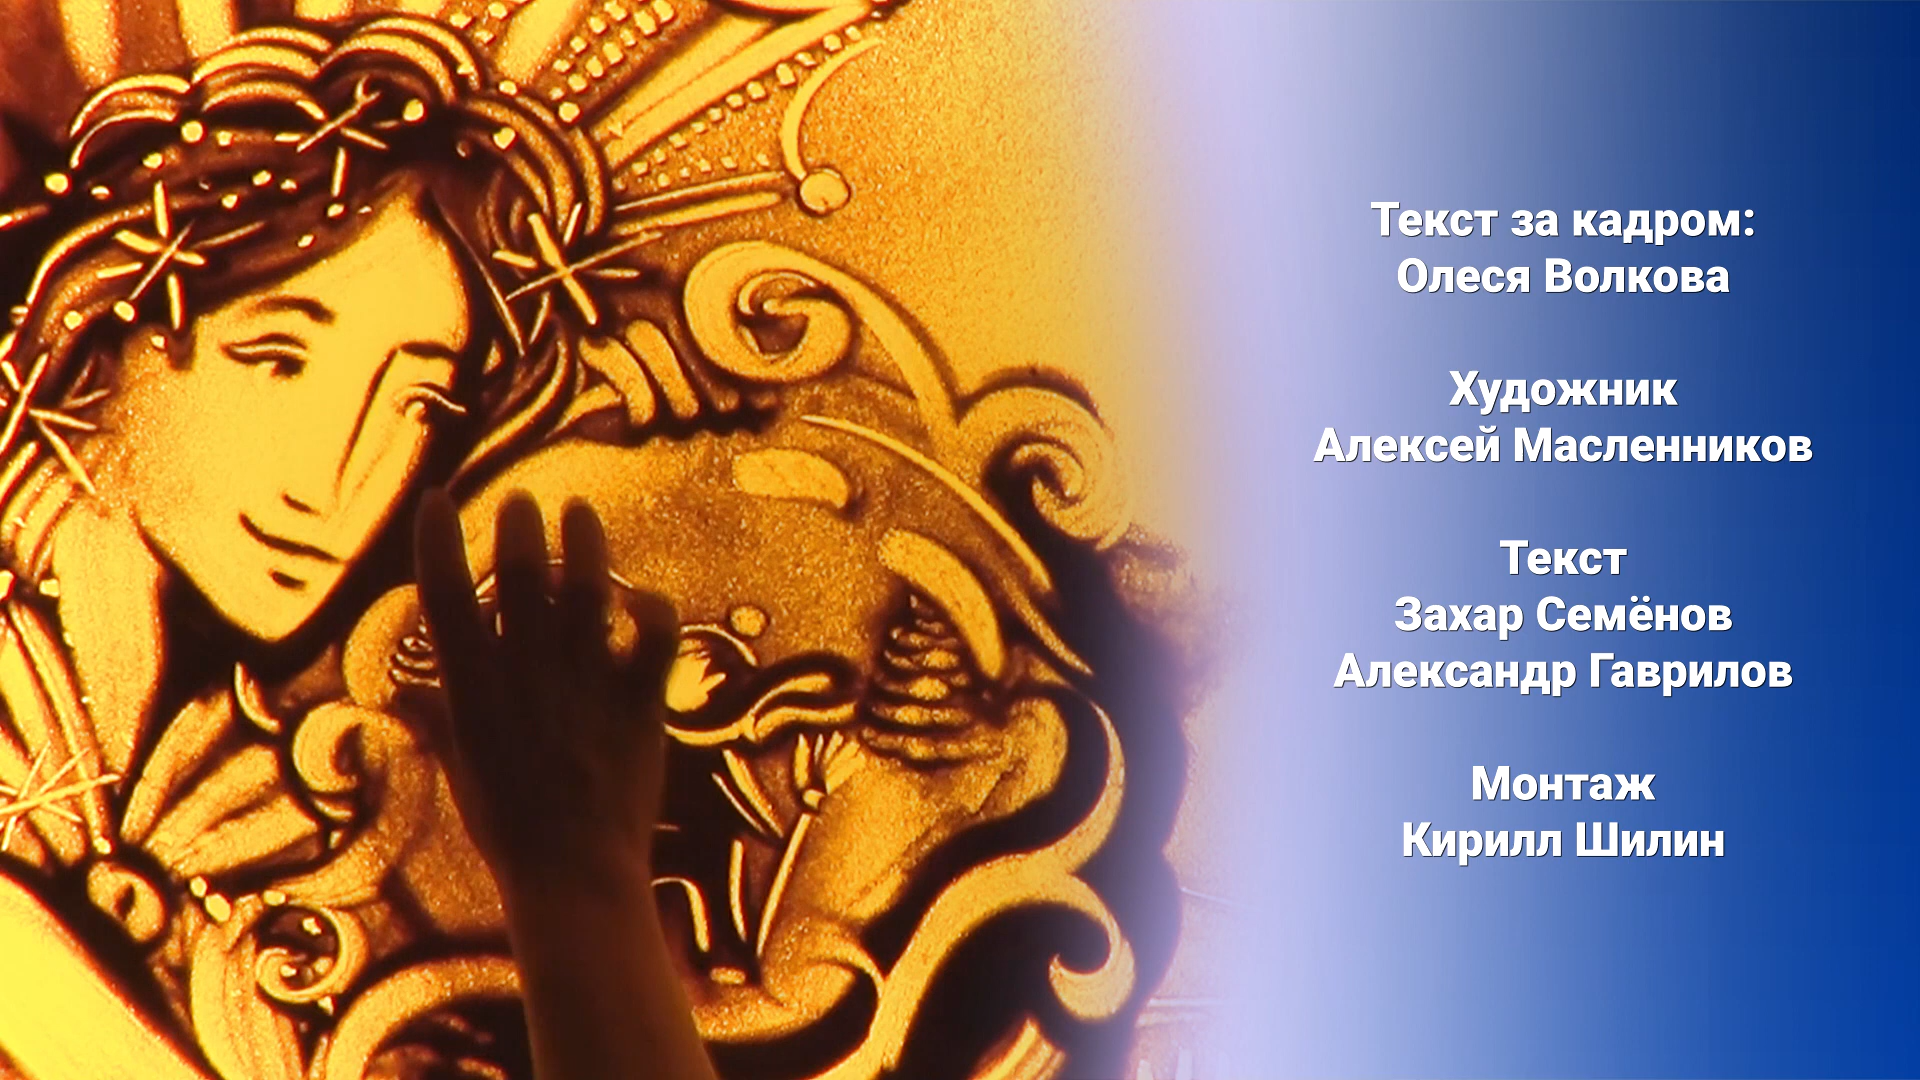 Текст за кадром:
Олеся Волкова
Художник
Алексей Масленников
Текст
Захар Семёнов
Александр Гаврилов
Монтаж
Кирилл Шилин